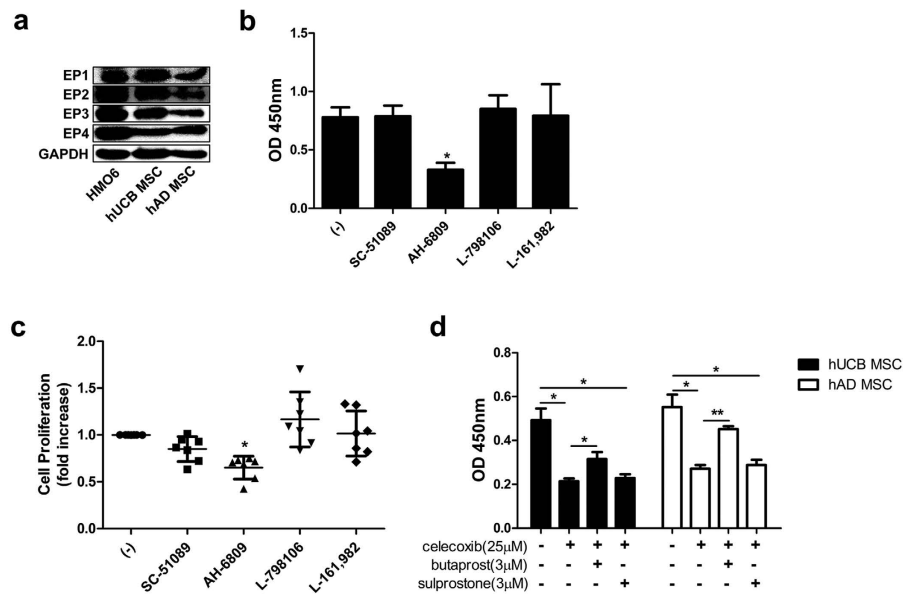 a
EP1
EP2
EP3
EP4
GAPDH
HMO6
hUCB MSC
hAD MSC
b
OD 450nm
1.5
1.0
0.5
0.0
*
(-)
SC-51089
AH-6809
L-798106
L-161,982
c
Cell Proliferation
(fold increase)
2.0
1.5
1.0
0.5
0.0
*
(-)
SC-51089
AH-6809
L-798106
L-161,982
d
hUCB MSC
hAD MSC
OD 450nm
0.8
0.6
0.4
0.2
0.0
* *
* *
* **
celecoxib(25μM) - + + + - + + +
butaprost(3μM) - - + - - - + -
sulprostone(3μM) - - - + - - - +